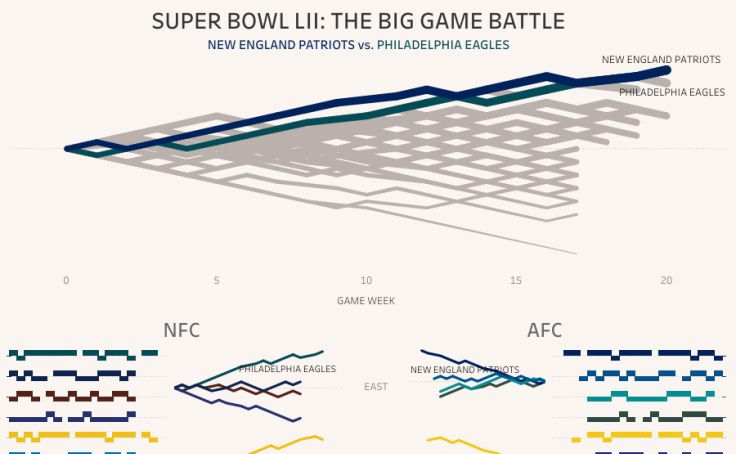 SUPER BOWL LII: THE BIG GAME BATTLE
NEW ENGLAND PATRIOTS vs. PHILADELPHIA EAGLES
NEW ENGLAND PATRIOTS
PHILADELPHIA EAGLES
0 5 10 15 20
GAME WEEK
NFC AFC
PHILADELPHIA EAGLES NEW ENGLAND PATRIOTS
EAST